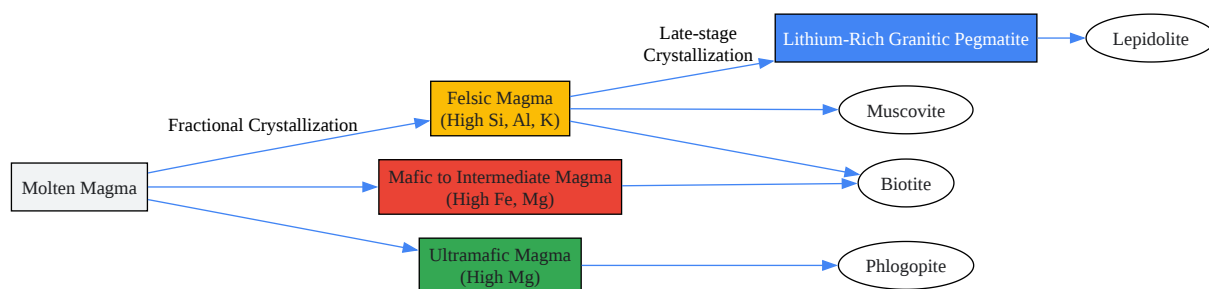 Molten Magma
Fractional Crystallization
Felsic Magma
(High Si, Al, K)
Mafic to Intermediate Magma
(High Fe, Mg)
Ultramafic Magma
(High Mg)
Late-stage
Crystallization
Lithium-Rich Granitic Pegmatite
Lepidolite
Muscovite
Biotite
Phlogopite